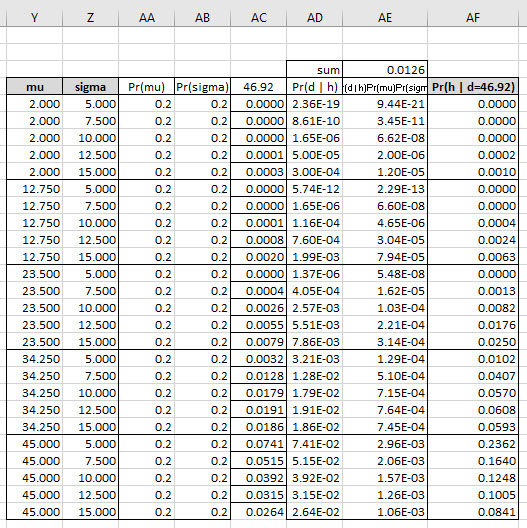 Y Z AA AB AC AD AE AF
sum 0.0126
mu sigma Pr(mu) Pr(sigma) 46.92 Pr(d | h) (d|h)Pr(mu)Pr(sigm Pr(h | d=46.92)
2.000 5.000 0.2 0.2 0.0000 2.36E-19 9.44E-21 0.0000
2.000 7.500 0.2 0.2 0.0000 8.61E-10 3.45E-11 0.0000
2.000 10.000 0.2 0.2 0.0000 1.65E-06 6.62E-08 0.0000
2.000 12.500 0.2 0.2 0.0001 5.00E-05 2.00E-06 0.0002
2.000 15.000 0.2 0.2 0.0003 3.00E-04 1.20E-05 0.0010
12.750 5.000 0.2 0.2 0.0000 5.74E-12 2.29E-13 0.0000
12.750 7.500 0.2 0.2 0.0000 1.65E-06 6.60E-08 0.0000
12.750 10.000 0.2 0.2 0.0001 1.16E-04 4.65E-06 0.0004
12.750 12.500 0.2 0.2 0.0008 7.60E-04 3.04E-05 0.0024
12.750 15.000 0.2 0.2 0.0020 1.99E-03 7.94E-05 0.0063
23.500 5.000 0.2 0.2 0.0000 1.37E-06 5.48E-08 0.0000
23.500 7.500 0.2 0.2 0.0004 4.05E-04 1.62E-05 0.0013
23.500 10.000 0.2 0.2 0.0026 2.57E-03 1.03E-04 0.0082
23.500 12.500 0.2 0.2 0.0055 5.51E-03 2.21E-04 0.0176
23.500 15.000 0.2 0.2 0.0079 7.86E-03 3.14E-04 0.0250
34.250 5.000 0.2 0.2 0.0032 3.21E-03 1.29E-04 0.0102
34.250 7.500 0.2 0.2 0.0128 1.28E-02 5.10E-04 0.0407
34.250 10.000 0.2 0.2 0.0179 1.79E-02 7.15E-04 0.0570
34.250 12.500 0.2 0.2 0.0191 1.91E-02 7.64E-04 0.0608
34.250 15.000 0.2 0.2 0.0186 1.86E-02 7.45E-04 0.0593
45.000 5.000 0.2 0.2 0.0741 7.41E-02 2.96E-03 0.2362
45.000 7.500 0.2 0.2 0.0515 5.15E-02 2.06E-03 0.1640
45.000 10.000 0.2 0.2 0.0392 3.92E-02 1.57E-03 0.1248
45.000 12.500 0.2 0.2 0.0315 3.15E-02 1.26E-03 0.1005
45.000 15.000 0.2 0.2 0.0264 2.64E-02 1.06E-03 0.0841